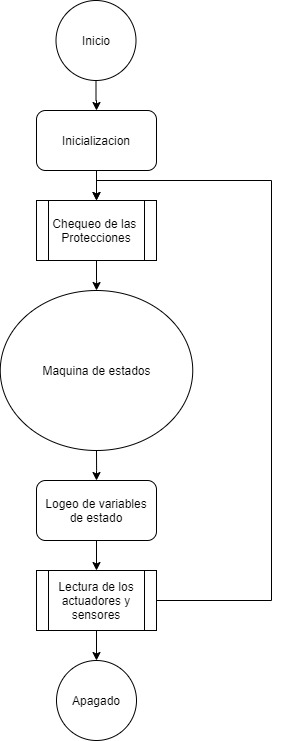 Inicio
Inicializacion
Chequeo de las
Protecciones
Maquina de estados
Logeo de variables
de estado
Lectura de los
actuadores y
sensores
Apagado